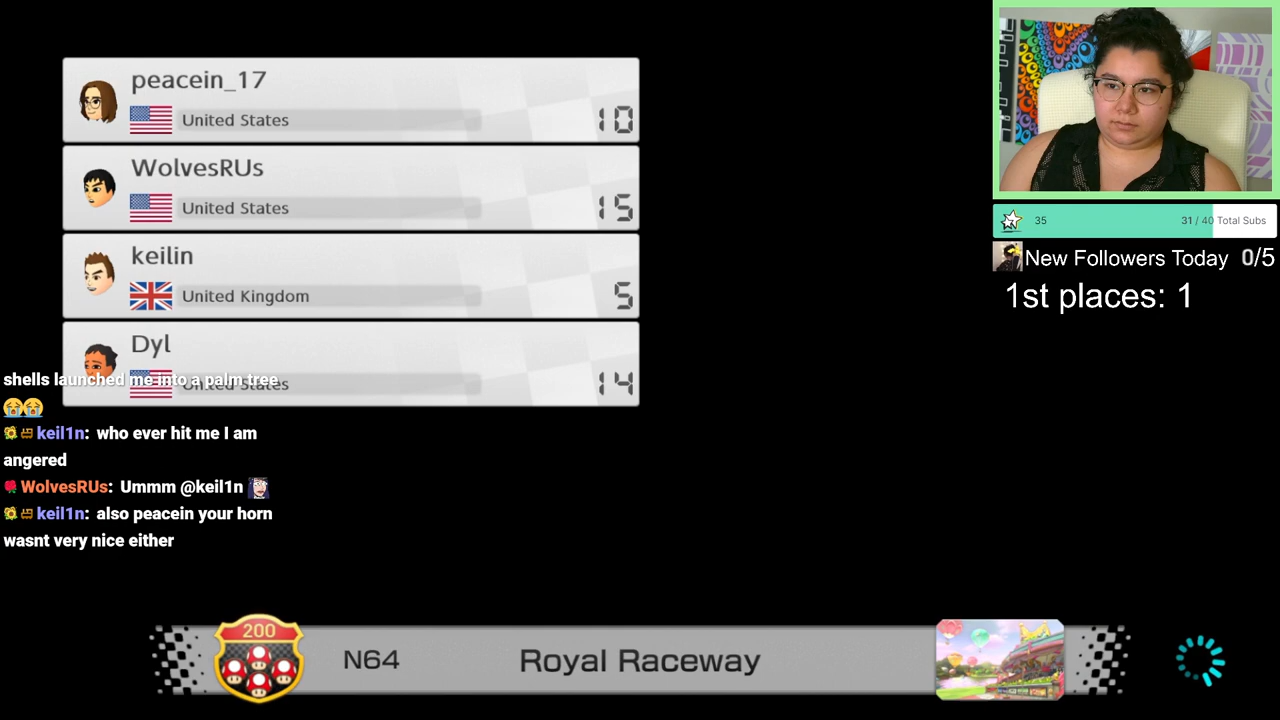 peacein_17
United States
10
WolvesRUs
United States
15
keilin
United Kingdom
5
Dyl
United States
14
shells launched me into a palm tree
keil1n: who ever hit me I am
angered
WolvesRUs: Ummm @keil1n
keil1n: also peacein your horn
wasnt very nice either
35
31 / 40 Total Subs
New Followers Today 0/5
1st places: 1
200
N64
Royal Raceway